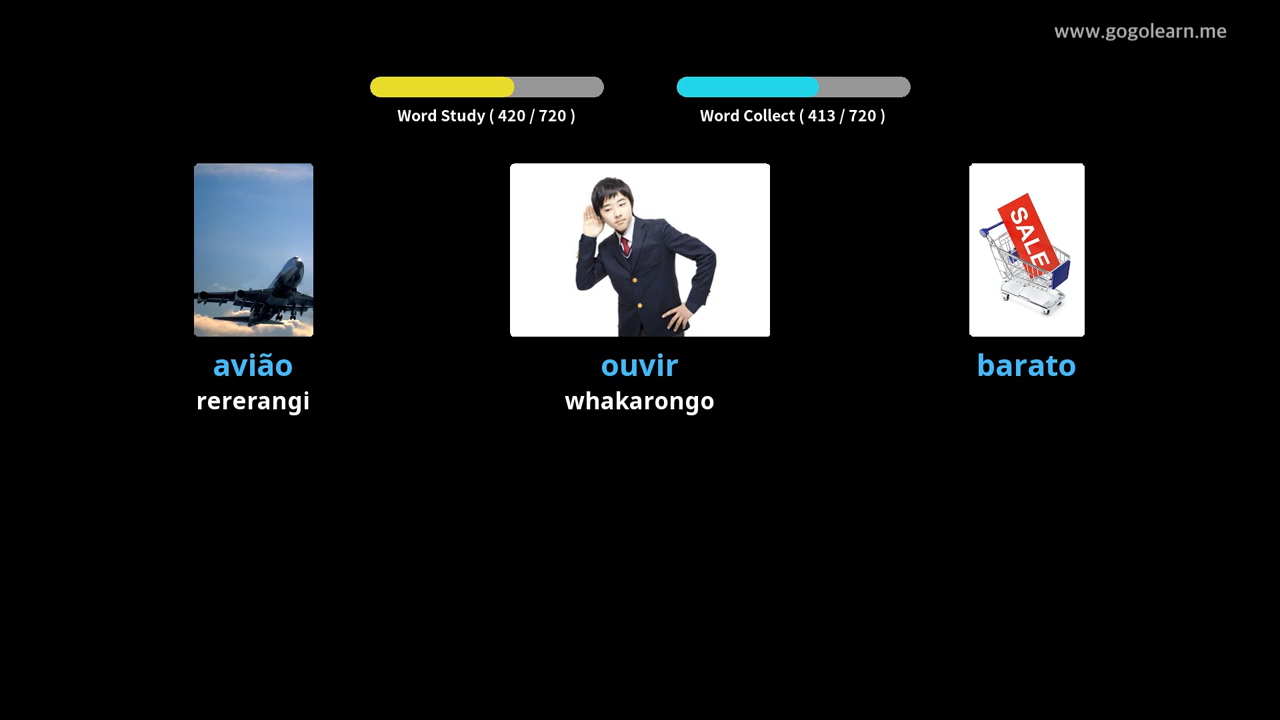 www.gogolearn.me
Word Study ( 420 / 720 )
Word Collect ( 413 / 720 )
SALE
avião
ouvir
barato
rererangi
whakarongo